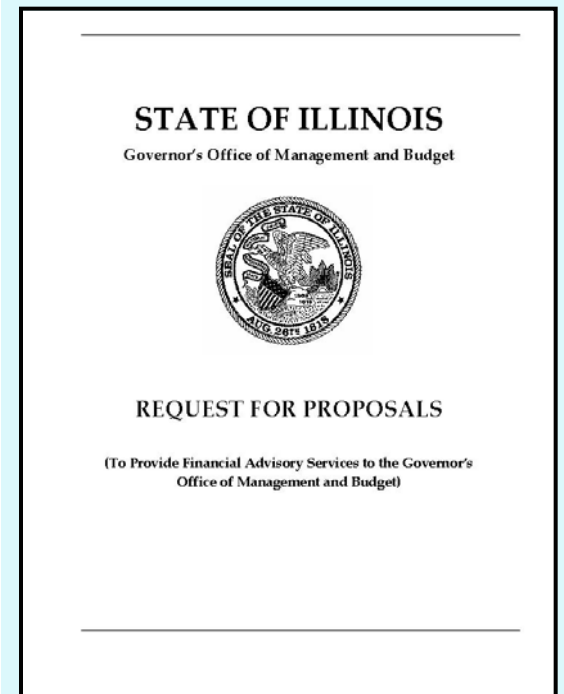 STATE OF ILLINOIS
Governor's Office of Management and Budget
SEAL OF THE STATE OF ILLINOIS
AUG. 26TH 1818
REQUEST FOR PROPOSALS
(To Provide Financial Advisory Services to the Governor's
Office of Management and Budget)